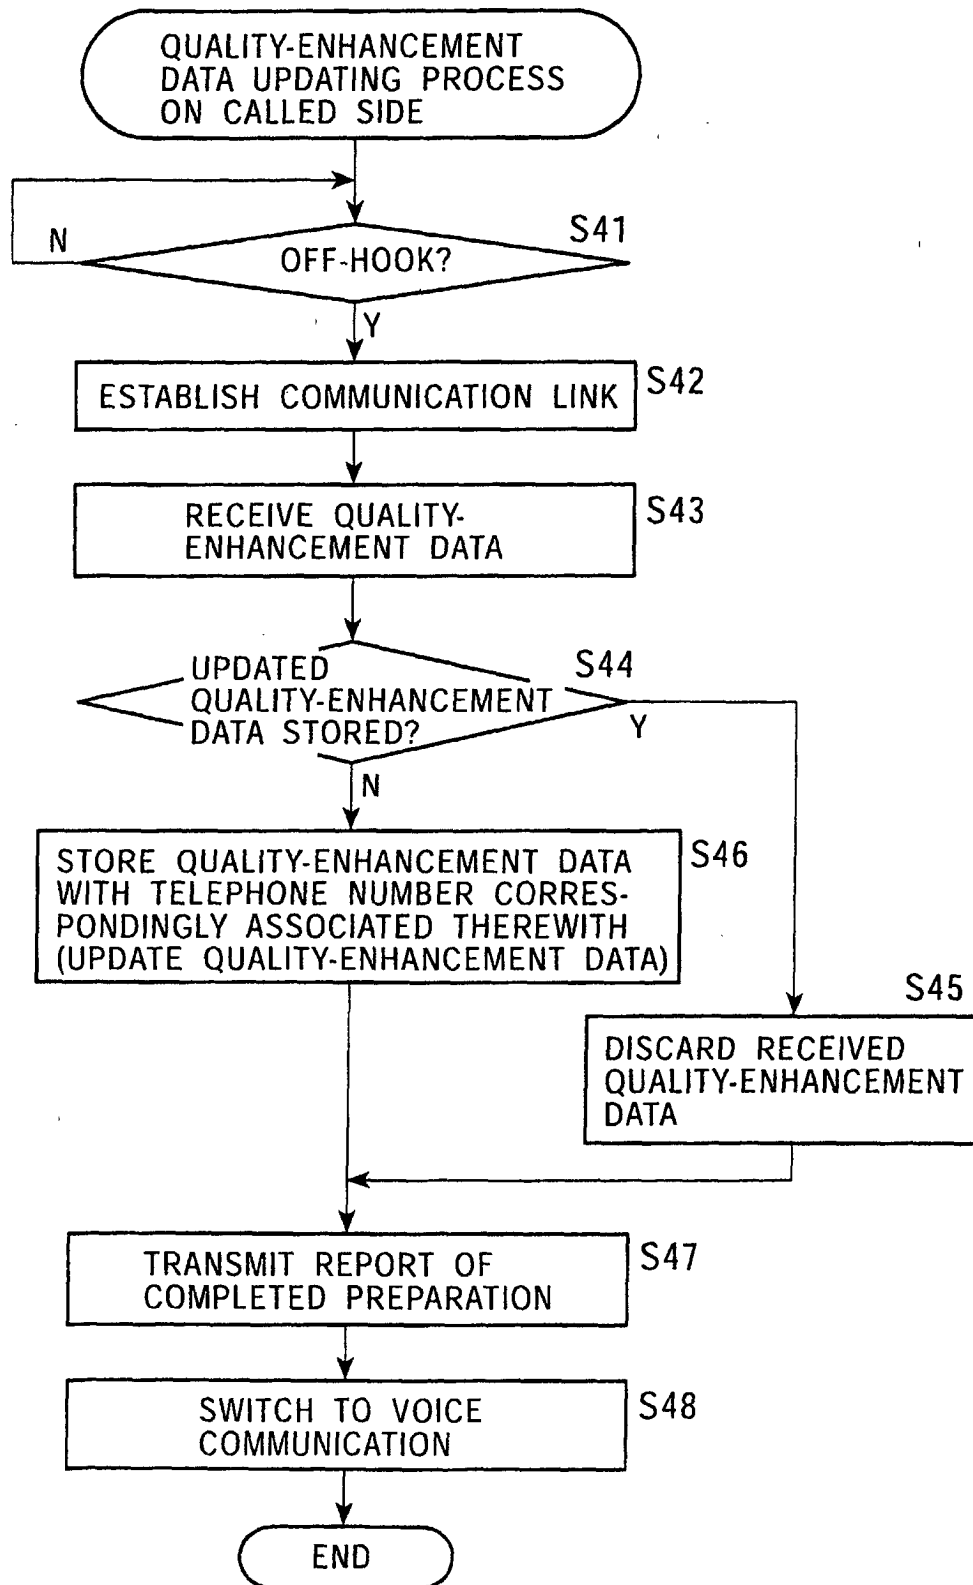 QUALITY-ENHANCEMENT
DATA UPDATING PROCESS
ON CALLED SIDE
N
OFF-HOOK?
S41
Y
ESTABLISH COMMUNICATION LINK
S42
RECEIVE QUALITY-
ENHANCEMENT DATA
S43
UPDATED
QUALITY-ENHANCEMENT
DATA STORED?
S44
Y
N
STORE QUALITY-ENHANCEMENT DATA
WITH TELEPHONE NUMBER CORRES-
PONDINGLY ASSOCIATED THEREWITH
(UPDATE QUALITY-ENHANCEMENT DATA)
S46
S45
DISCARD RECEIVED
QUALITY-ENHANCEMENT
DATA
TRANSMIT REPORT OF
COMPLETED PREPARATION
S47
SWITCH TO VOICE
COMMUNICATION
S48
END